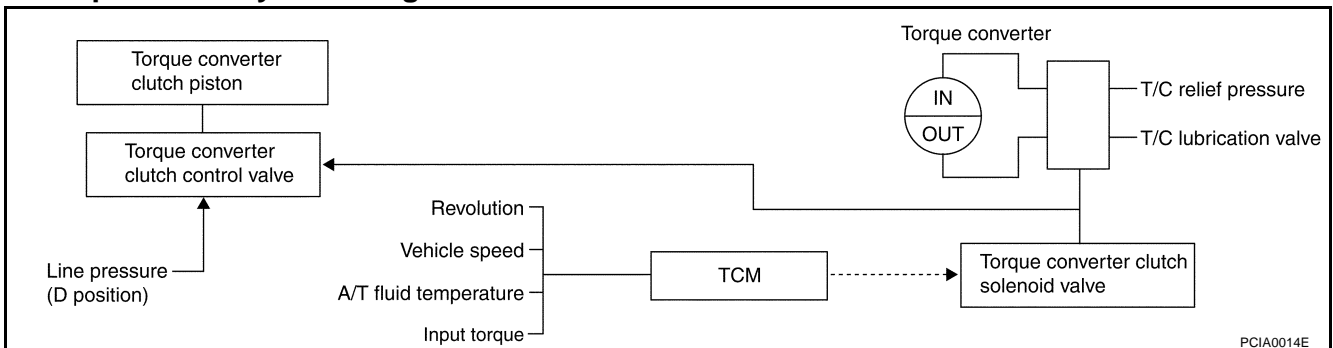 Torque converter
clutch piston
Torque converter
clutch control valve
Line pressure
(D position)
Revolution
Vehicle speed
A/T fluid temperature
Input torque
TCM
Torque converter
IN
OUT
T/C relief pressure
T/C lubrication valve
Torque converter clutch
solenoid valve
PCIA0014E